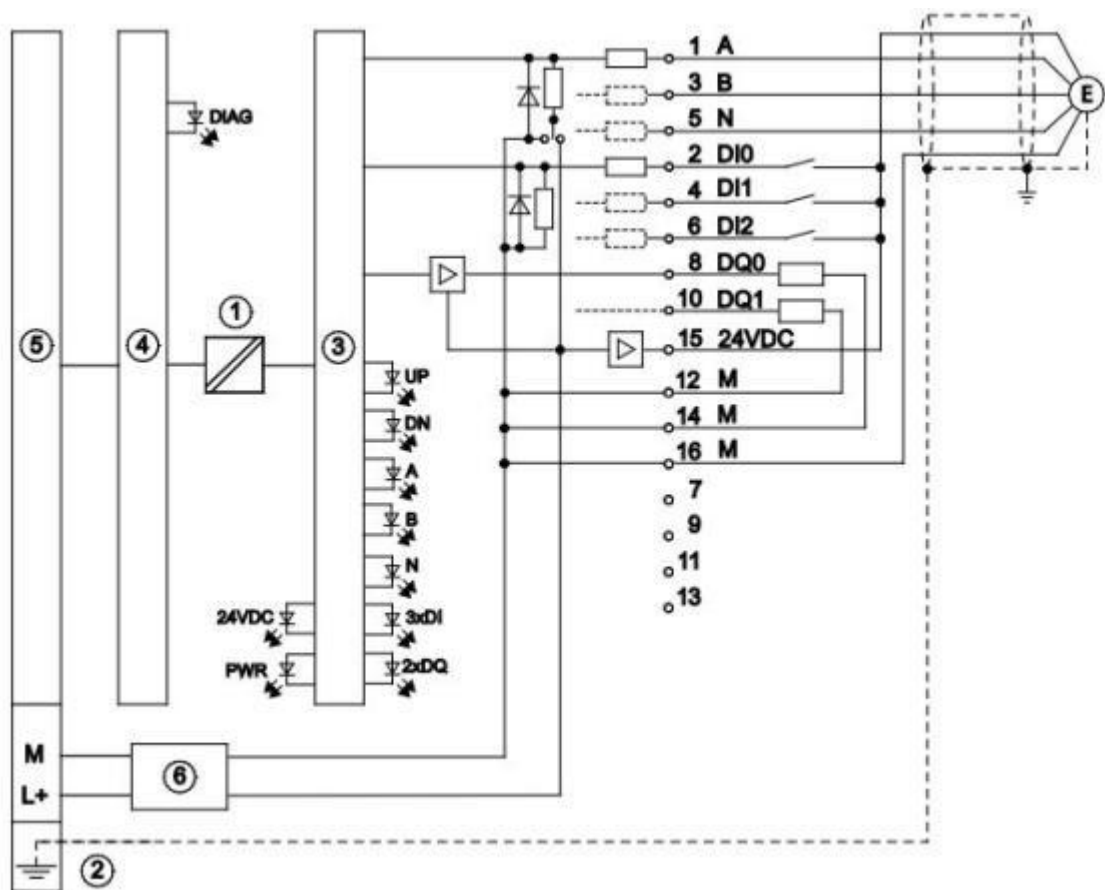 1 A
3 B
5 N
2 DI0
4 DI1
6 DI2
8 DQ0
10 DQ1
15 24VDC
12 M
14 M
16 M
7
9
11
13
E
DIAG
①
⑤
④
③
UP
DN
A
B
N
24VDC
3xDI
PWR
2xDQ
M
L+
⑥
②